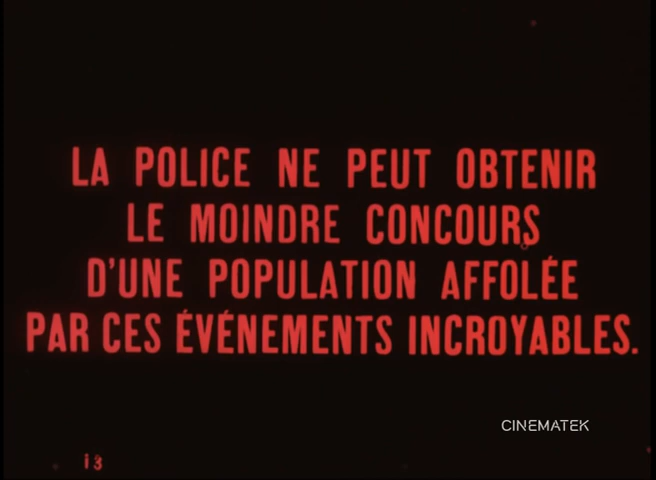 LA POLICE NE PEUT OBTENIR
LE MOINDRE CONCOURS
D'UNE POPULATION AFFOLÉE
PAR CES ÉVÉNEMENTS INCROYABLES.
CINEMATEK
13